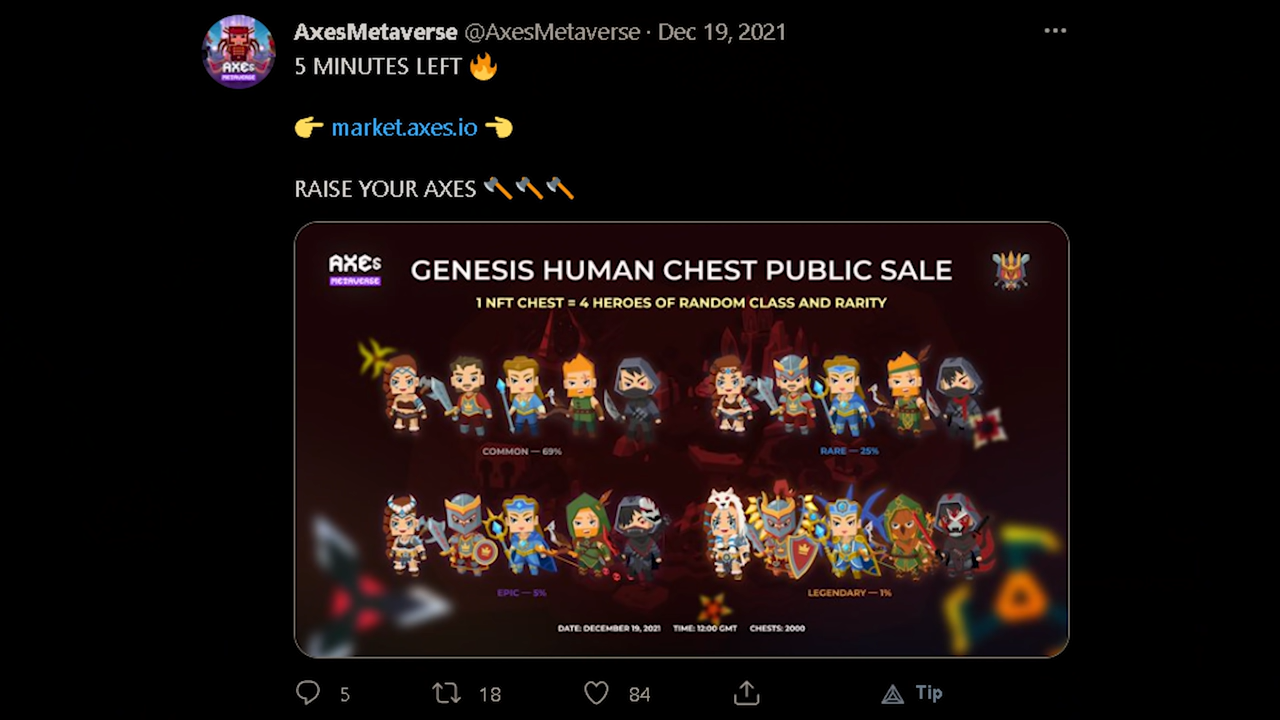 AxesMetaverse @AxesMetaverse · Dec 19, 2021
5 MINUTES LEFT 🔥
👉 market.axes.io 👈
RAISE YOUR AXES 🪓🪓🪓
AXEs
METAVERSE
AXEs
METAVERSE
GENESIS HUMAN CHEST PUBLIC SALE
1 NFT CHEST = 4 HEROES OF RANDOM CLASS AND RARITY
COMMON — 69%
RARE — 25%
EPIC — 5%
LEGENDARY — 1%
DATE: DECEMBER 19, 2021 TIME: 12:00 GMT CHESTS: 2000
5 18 84 Tip